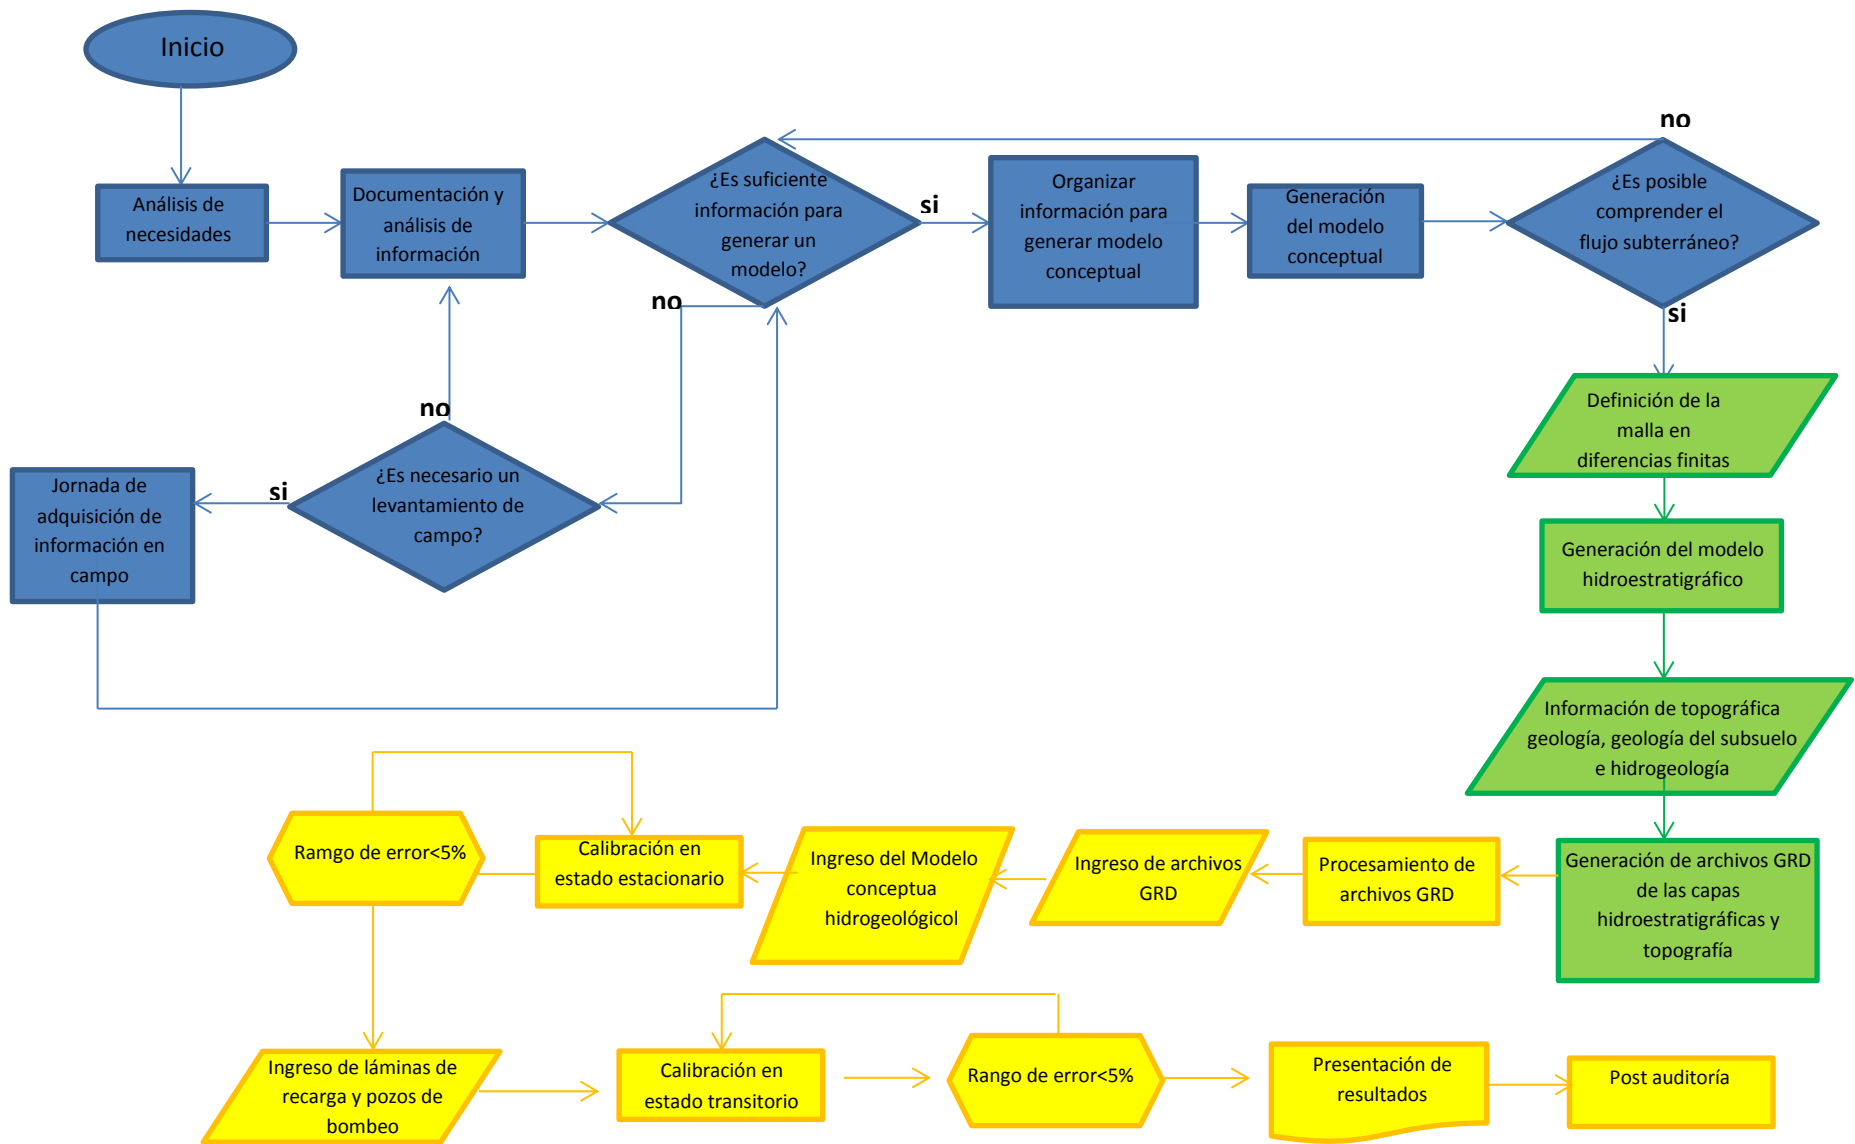 Inicio
Análisis de
necesidades
Documentación y
análisis de
información
¿Es suficiente
información para
generar un
modelo?
si
no
Organizar
información para
generar modelo
conceptual
Generación
del modelo
conceptual
¿Es posible
comprender el
flujo subterráneo?
no
si
¿Es necesario un
levantamiento de
campo?
no
si
Jornada de
adquisición de
información en
campo
Definición de la
malla en
diferencias finitas
Generación del modelo
hidroestratigráfico
Información de topográfica
geología, geología del subsuelo
e hidrogeología
Generación de archivos GRD
de las capas
hidroestratigráficas y
topografía
Procesamiento de
archivos GRD
Ingreso de archivos
GRD
Ingreso del Modelo
conceptua
hidrogeológicol
Calibración en
estado estacionario
Ramgo de error<5%
Ingreso de láminas de
recarga y pozos de
bombeo
Calibración en
estado transitorio
Rango de error<5%
Presentación de
resultados
Post auditoría